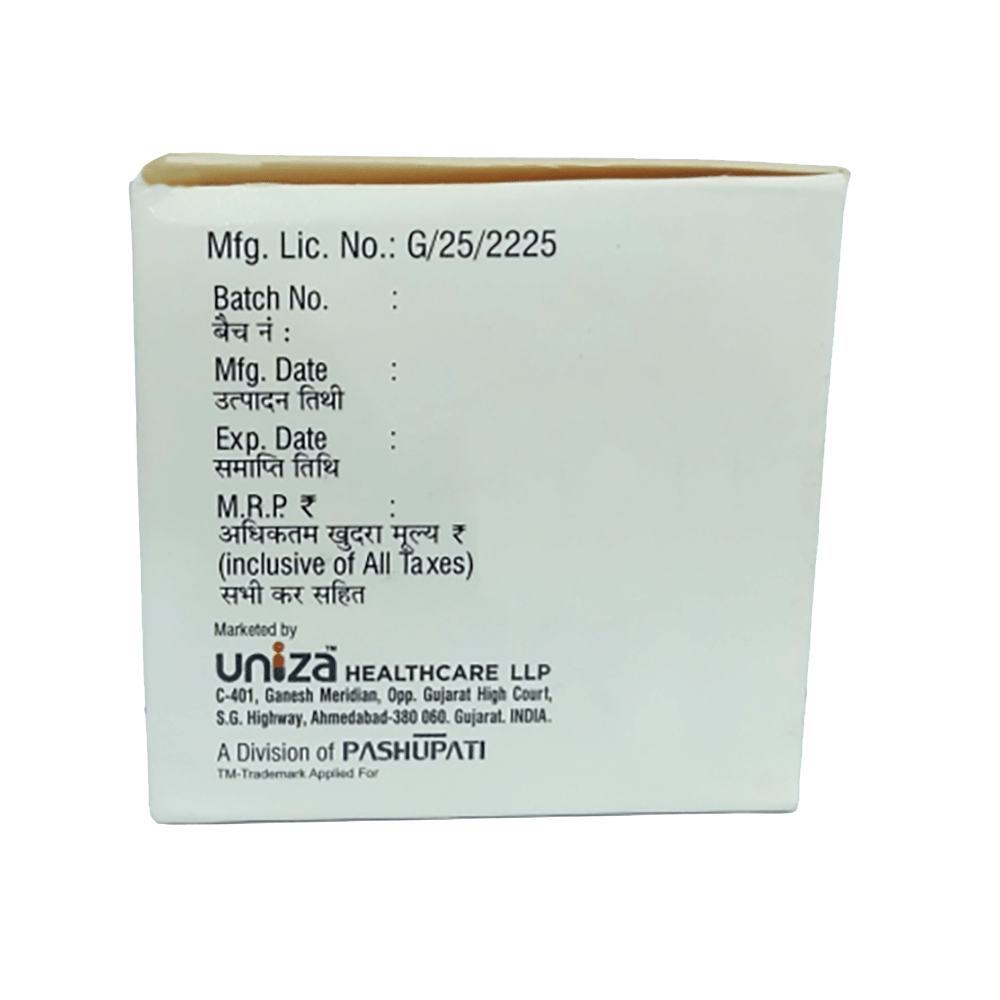 Mfg. Lic. No.: G/25/2225
Batch No. :
बैच नं :
Mfg. Date :
उत्पादन तिथी
Exp. Date :
समाप्ति तिथि
M.R.P. ₹ :
अधिकतम खुदरा मूल्य ₹
(inclusive of All Taxes)
सभी कर सहित
Marketed by
uniza™ HEALTHCARE LLP
C-401, Ganesh Meridian, Opp. Gujarat High Court,
S.G. Highway, Ahmedabad-380 060. Gujarat. INDIA.
A Division of PASHUPATI
TM-Trademark Applied For